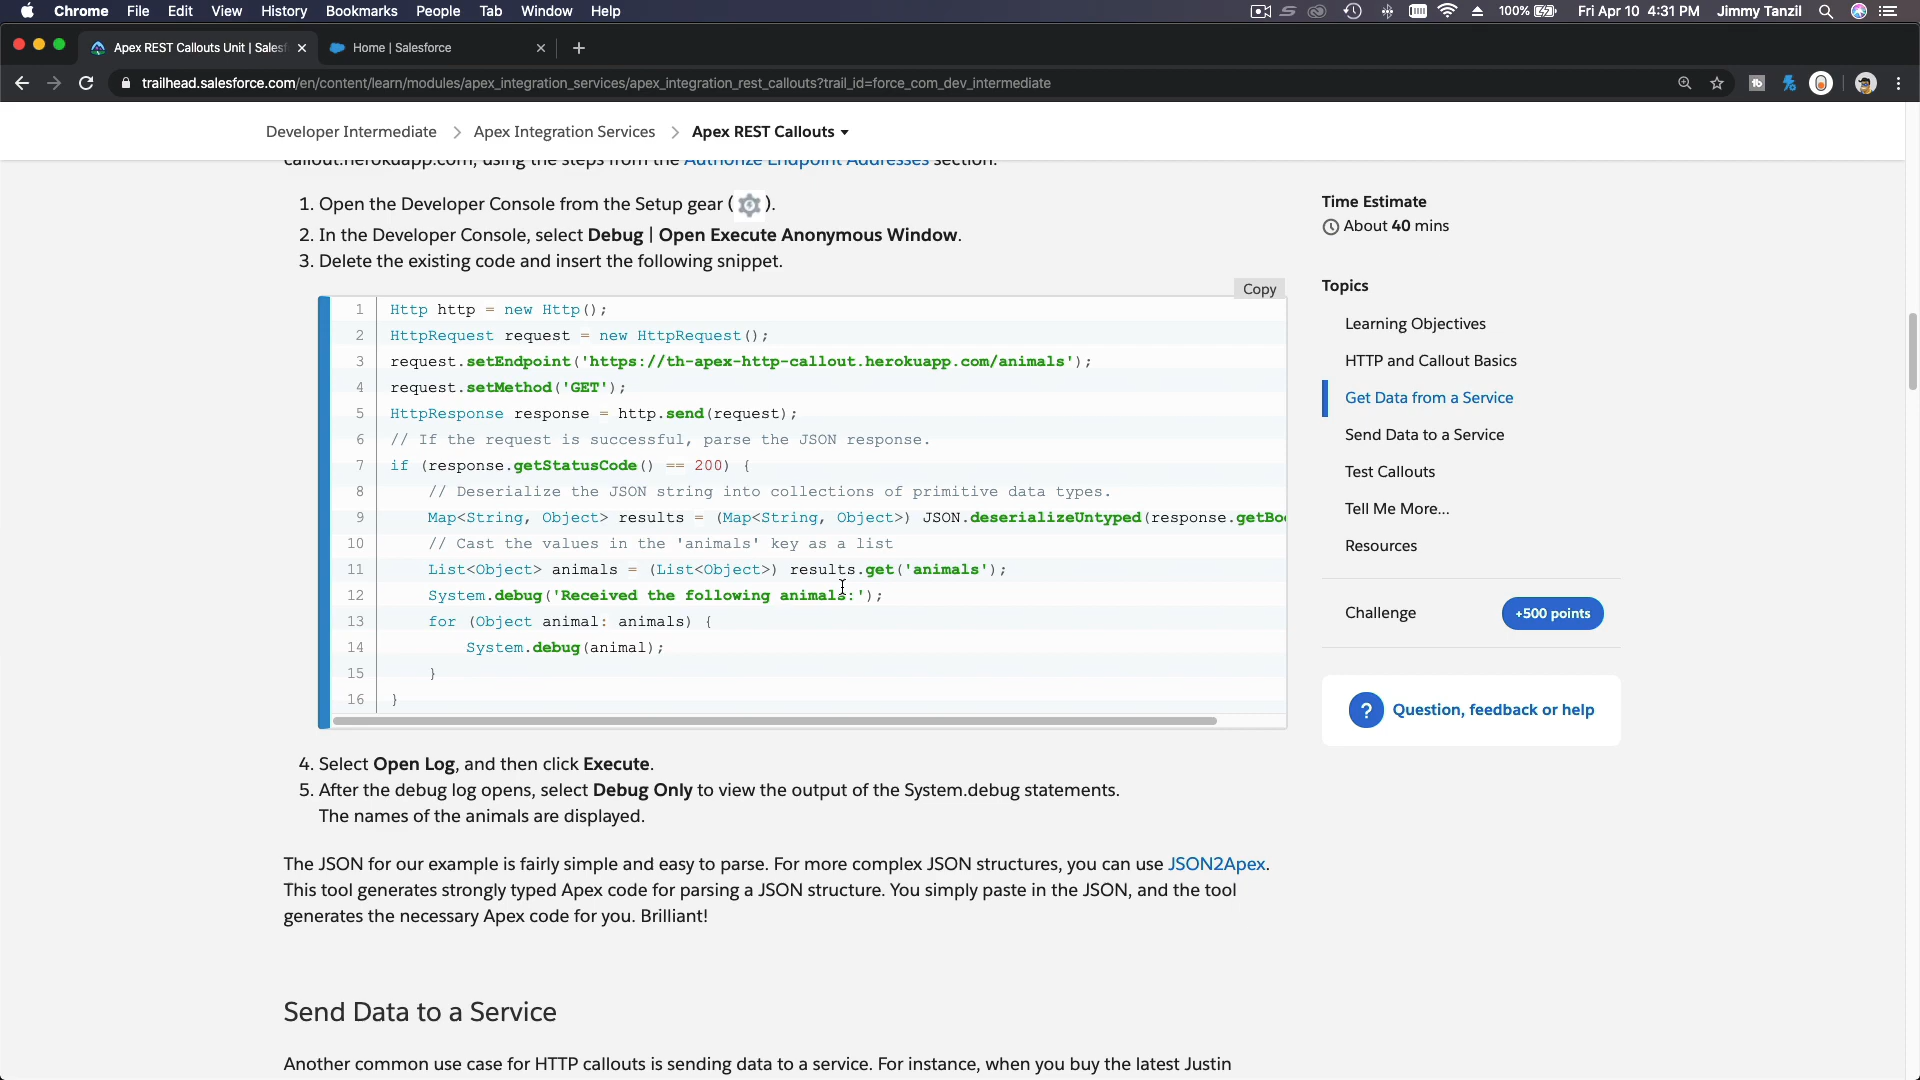 Chrome File Edit View History Bookmarks People Tab Window Help 100% Fri Apr 10 4:31 PM Jimmy Tanzil
Apex REST Callouts Unit | Salesf Home | Salesforce
trailhead.salesforce.com/en/content/learn/modules/apex_integration_services/apex_integration_rest_callouts?trail_id=force_com_dev_intermediate
Developer Intermediate > Apex Integration Services > Apex REST Callouts
callout.herokuapp.com, using the steps from the Authorize Endpoint Addresses section.
1. Open the Developer Console from the Setup gear ( ).
2. In the Developer Console, select Debug | Open Execute Anonymous Window.
3. Delete the existing code and insert the following snippet.
Copy
1 Http http = new Http();
2 HttpRequest request = new HttpRequest();
3 request.setEndpoint('https://th-apex-http-callout.herokuapp.com/animals');
4 request.setMethod('GET');
5 HttpResponse response = http.send(request);
6 // If the request is successful, parse the JSON response.
7 if (response.getStatusCode() == 200) {
8 // Deserialize the JSON string into collections of primitive data types.
9 Map<String, Object> results = (Map<String, Object>) JSON.deserializeUntyped(response.getBo
10 // Cast the values in the 'animals' key as a list
11 List<Object> animals = (List<Object>) results.get('animals');
12 System.debug('Received the following animals:');
13 for (Object animal: animals) {
14 System.debug(animal);
15 }
16 }
4. Select Open Log, and then click Execute.
5. After the debug log opens, select Debug Only to view the output of the System.debug statements.
The names of the animals are displayed.
The JSON for our example is fairly simple and easy to parse. For more complex JSON structures, you can use JSON2Apex.
This tool generates strongly typed Apex code for parsing a JSON structure. You simply paste in the JSON, and the tool
generates the necessary Apex code for you. Brilliant!
Send Data to a Service
Another common use case for HTTP callouts is sending data to a service. For instance, when you buy the latest Justin
Time Estimate
About 40 mins
Topics
Learning Objectives
HTTP and Callout Basics
Get Data from a Service
Send Data to a Service
Test Callouts
Tell Me More...
Resources
Challenge +500 points
? Question, feedback or help